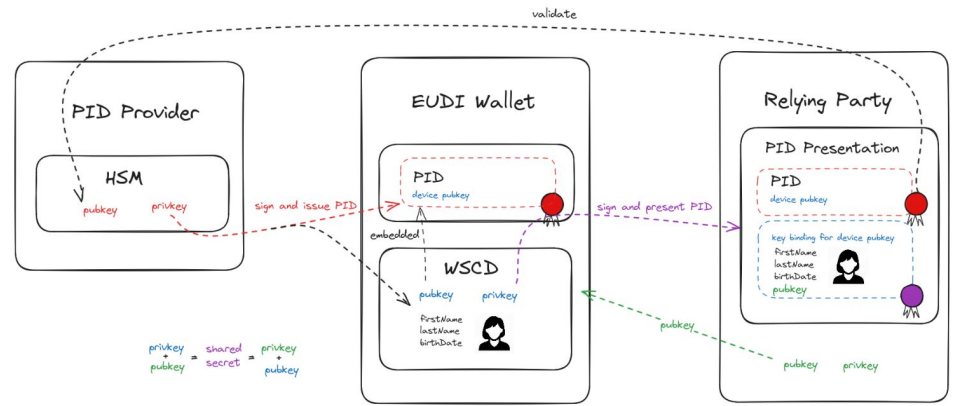 validate
PID Provider
HSM
pubkey privkey
sign and issue PID
EUDI Wallet
PID
device pubkey
embedded
WSCD
pubkey privkey
firstName
lastName
birthDate
sign and present PID
Relying Party
PID Presentation
PID
device pubkey
key binding for device pubkey
firstName
lastName
birthDate
pubkey
pubkey
pubkey privkey
privkey shared privkey
+ = = +
pubkey secret pubkey